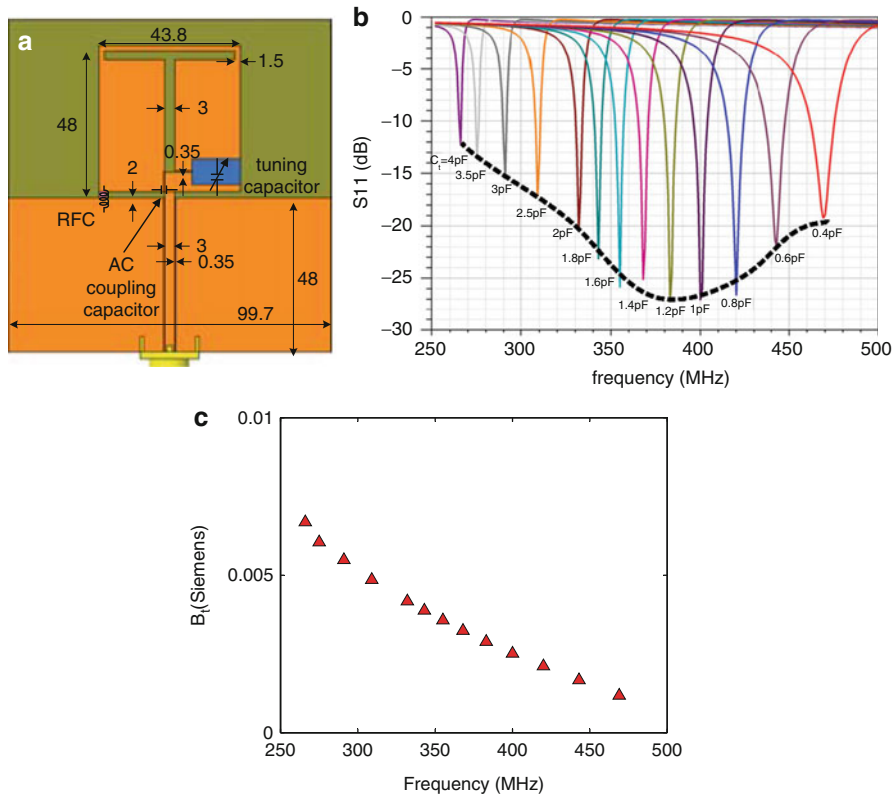 a
43.8
1.5
3
48
0.35
2
tuning
capacitor
RFC
AC
coupling
capacitor
3
0.35
48
99.7
b
0
−5
−10
−15
−20
−25
−30
S11 (dB)
Ct=4pF
3.5pF
3pF
2.5pF
2pF
1.8pF
1.6pF
1.4pF
1.2pF
1pF
0.8pF
0.6pF
0.4pF
250 300 350 400 450 500
frequency (MHz)
c
0.01
0.005
0
Bt(Siemens)
250 300 350 400 450 500
Frequency (MHz)